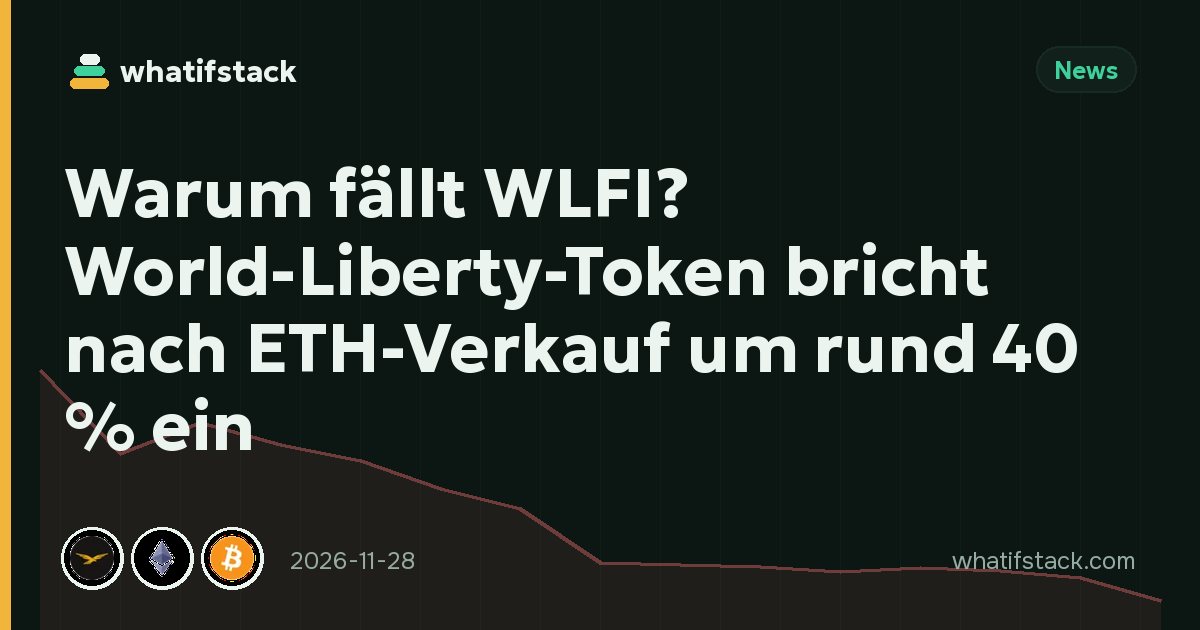 whatifstack
News
Warum fällt WLFI?
World-Liberty-Token bricht
nach ETH-Verkauf um rund 40
% ein
2026-11-28
whatifstack.com